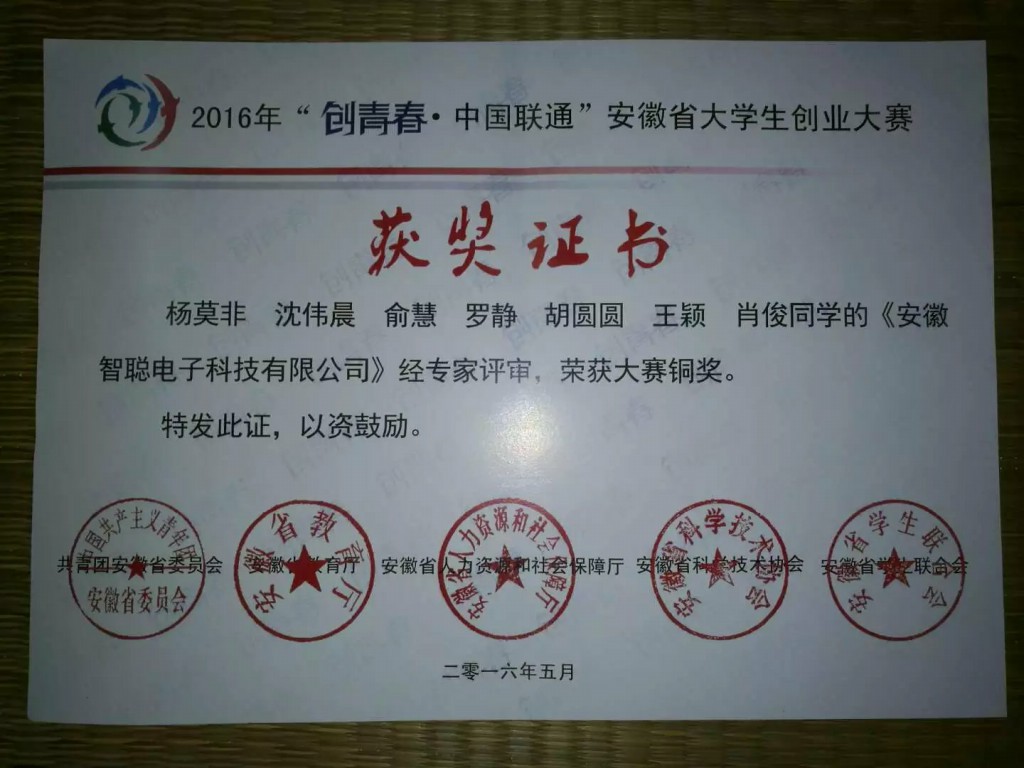 2016年“创青春·中国联通”安徽省大学生创业大赛
获奖证书
杨莫非 沈伟晨 俞慧 罗静 胡圆圆 王颖 肖俊同学的《安徽
智聪电子科技有限公司》经专家评审，荣获大赛铜奖。
特发此证，以资鼓励。
共青团安徽省委员会 安徽省教育厅 安徽省人力资源和社会保障厅 安徽省科学技术协会 安徽省学生联合会
中国共产主义青年团
安徽省委员会
安徽省教育厅
安徽省人力资源和社会保障厅
安徽省科学技术协会
安徽省学生联合会
二零一六年五月